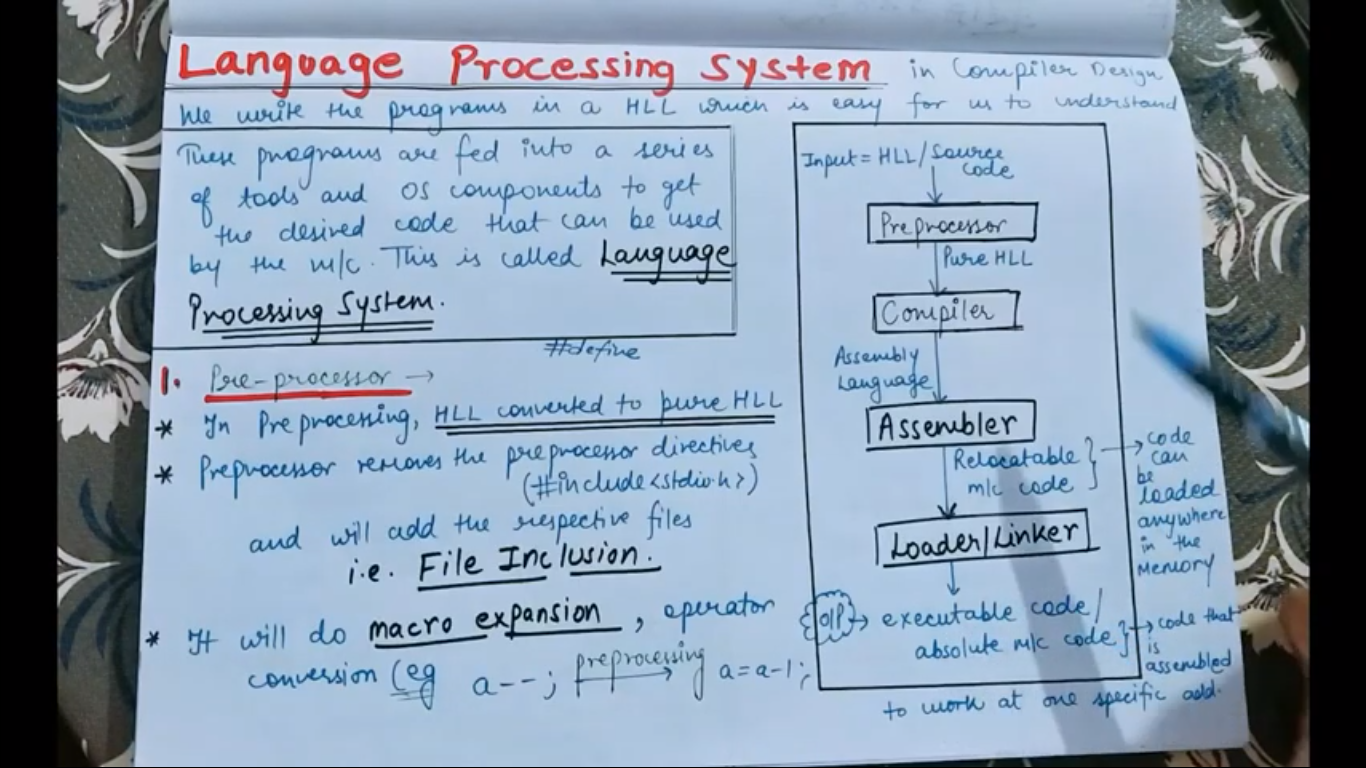 Language Processing System in Compiler Design
We write the programs in a HLL which is easy for us to understand
These programs are fed into a series
of tools and OS components to get
the desired code that can be used
by the m/c. This is called Language
Processing System.
#define
1. Pre-processor →
* In Preprocessing, HLL converted to pure HLL
* Preprocessor removes the preprocessor directives
(#include<stdio.h>)
and will add the respective files
i.e. File Inclusion.
* It will do macro expansion, operator
conversion (eg a--; preprocessing → a=a-1;
Input = HLL/Source
code
Preprocessor
Pure HLL
Compiler
Assembly
Language
Assembler
Relocatable
m/c code
} → code
can
be
loaded
anywhere
in the
Memory
Loader/Linker
O/P → executable code/
absolute m/c code } → code that
is
assembled
to work at one specific add.